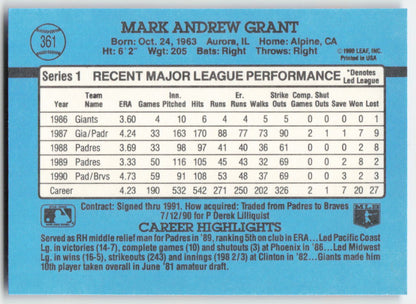 361
MARK ANDREW GRANT
Born: Oct. 24, 1963 Aurora, IL Home: Alpine, CA
Ht: 6'2" Wgt: 205 Bats: Right Throws: Right
©1990 LEAF, INC.
Printed in USA
Series 1 RECENT MAJOR LEAGUE PERFORMANCE *Denotes Led League
Year Team Name ERA Games Inn. Pitched Hits Runs Er. Runs Walks Strike Outs Comp. Games Shut Outs Save Won Lost
1986 Giants 3.60 4 10 6 4 4 5 5 0 0 0 0 1
1987 Gia/Padr 4.24 33 163 170 88 77 73 90 2 1 1 7 9
1988 Padres 3.69 33 98 97 41 40 36 61 0 0 0 2 8
1989 Padres 3.33 50 116 105 45 43 32 69 0 0 2 8 2
1990 Pad/Brvs 4.73 59 91 108 53 48 37 69 0 0 3 2 3
Career 4.23 190 532 542 271 250 202 326 2 1 7 20 27
Contract: Signed thru 1991. How acquired: Traded from Padres to Braves
7/12/90 for P Derek Lilliquist
CAREER HIGHLIGHTS
Served as RH middle relief man for Padres in '89, ranking 5th on club in ERA...Led Pacific Coast
Lg. in victories (14-7), complete games (10) and shutouts (3) at Phoenix in '86...Led Midwest
Lg. in wins (16-5), strikeouts (243) and innings (198 2/3) at Clinton in '82...Giants made him
10th player taken overall in June '81 amateur draft.